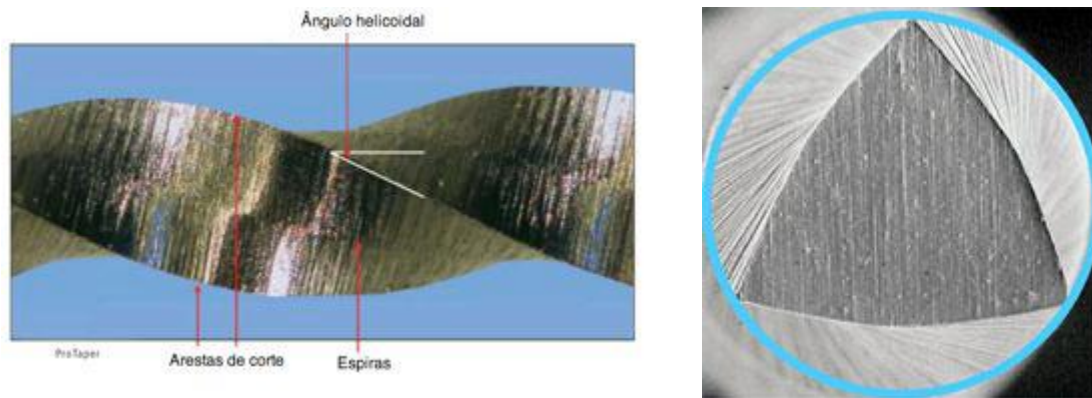 Ângulo helicoidal
ProTaper
Arestas de corte
Espiras